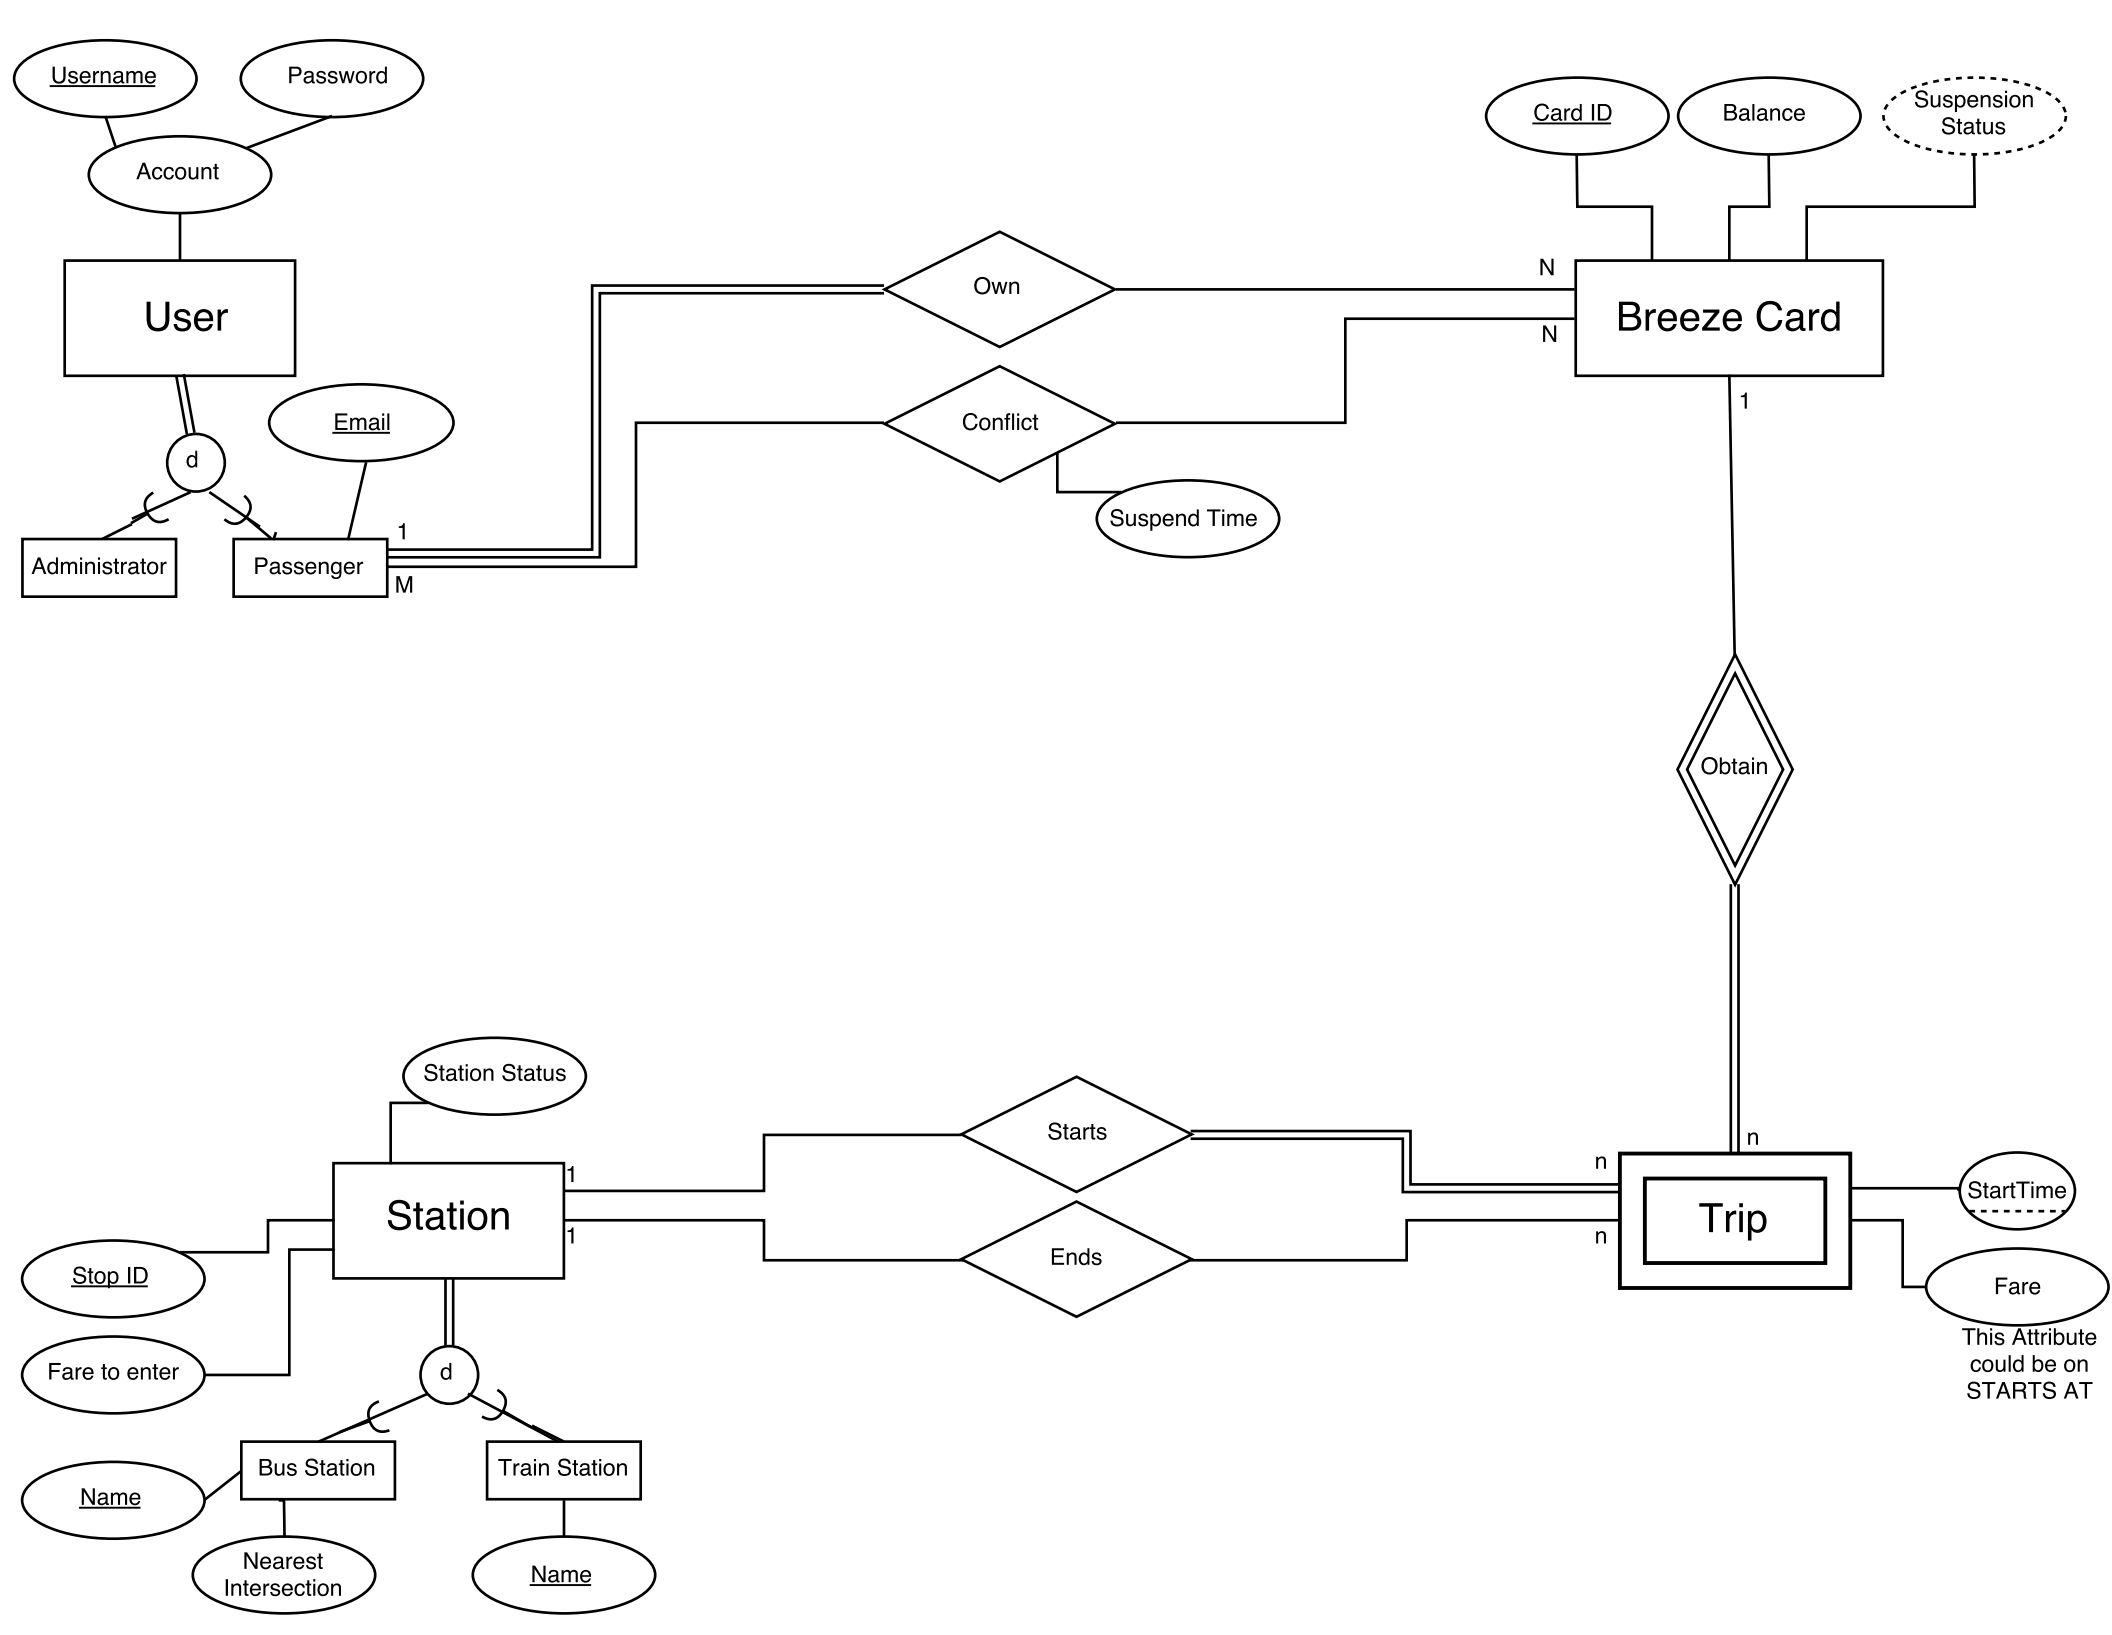 Username
Password
Account
User
d
Email
Administrator
Passenger
1
M
Own
Conflict
Suspend Time
N
N
Card ID
Balance
Suspension
Status
Breeze Card
1
Obtain
n
Station Status
Station
1
1
Stop ID
Fare to enter
d
Bus Station
Train Station
Name
Nearest
Intersection
Name
Starts
Ends
n
n
Trip
StartTime
Fare
This Attribute
could be on
STARTS AT